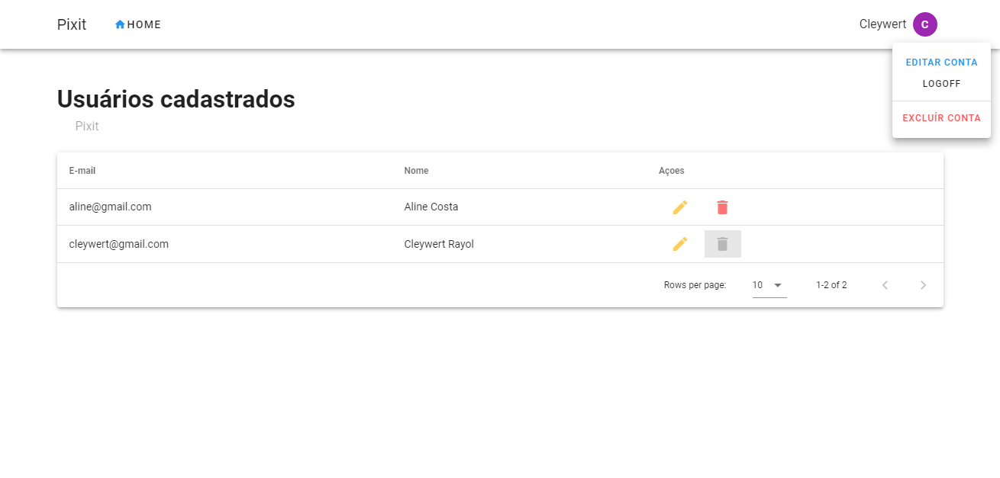 Pixit HOME Cleywert C
EDITAR CONTA
LOGOFF
EXCLUÍR CONTA
Usuários cadastrados
Pixit
E-mail Nome Açoes
aline@gmail.com Aline Costa
cleywert@gmail.com Cleywert Rayol
Rows per page: 10 1-2 of 2